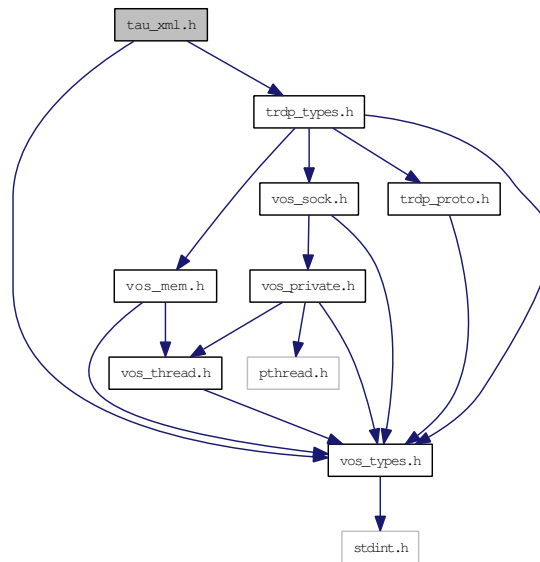 tau_xml.h
trdp_types.h
vos_sock.h
trdp_proto.h
vos_mem.h
vos_private.h
vos_thread.h
pthread.h
vos_types.h
stdint.h